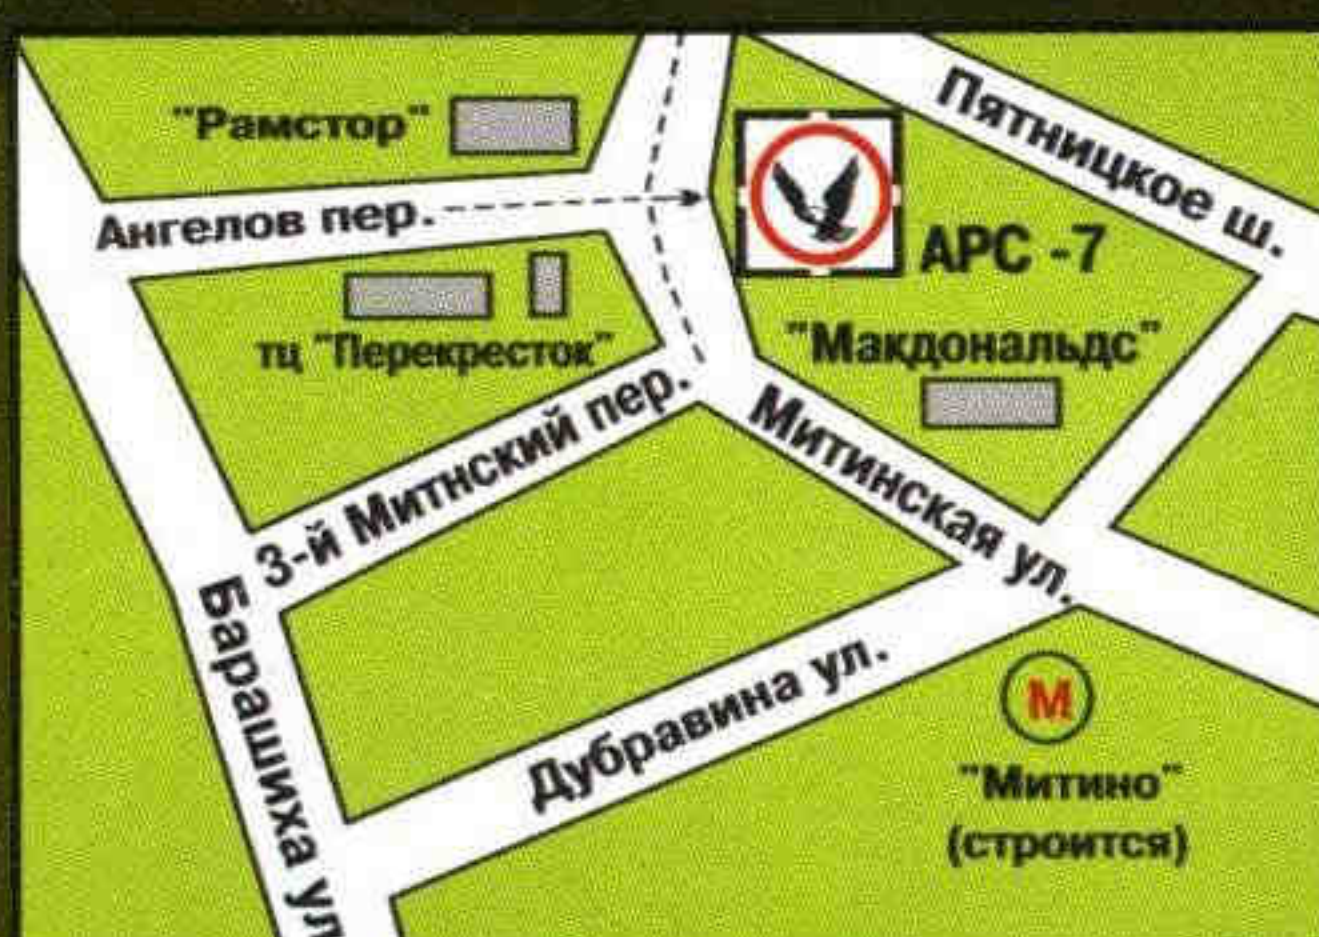 "Рамстор"
Пятницкое ш.
Ангелов пер.
АРС -7
тц "Перекресток"
"Макдональдс"
3-й Митнский пер.
Митинская ул.
Барашиха ул
Дубравина ул.
М
"Митино"
(строится)